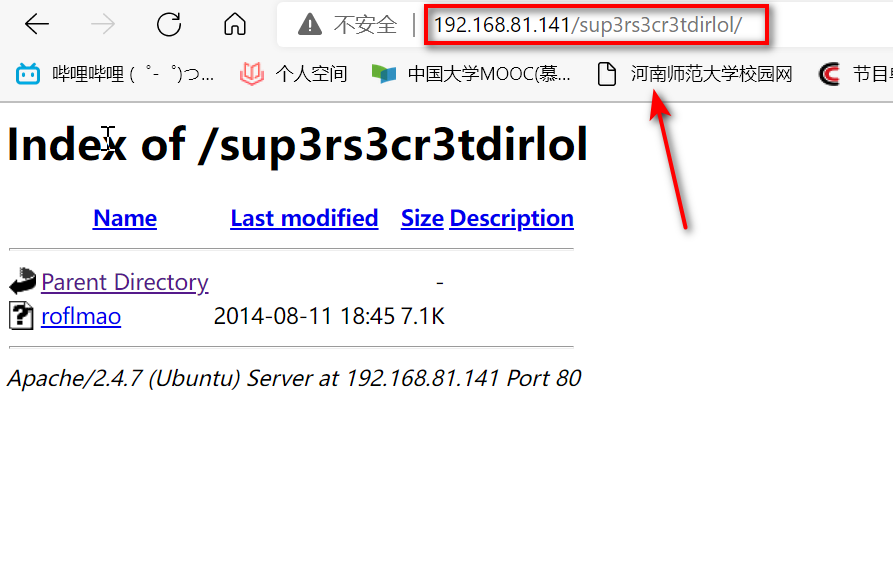 不安全 | 192.168.81.141/sup3rs3cr3tdirlol/
哔哩哔哩 ( ゜- ゜)つ... 个人空间 中国大学MOOC(慕... 河南师范大学校园网 节目
Index of /sup3rs3cr3tdirlol
Name Last modified Size Description
Parent Directory -
roflmao 2014-08-11 18:45 7.1K
Apache/2.4.7 (Ubuntu) Server at 192.168.81.141 Port 80